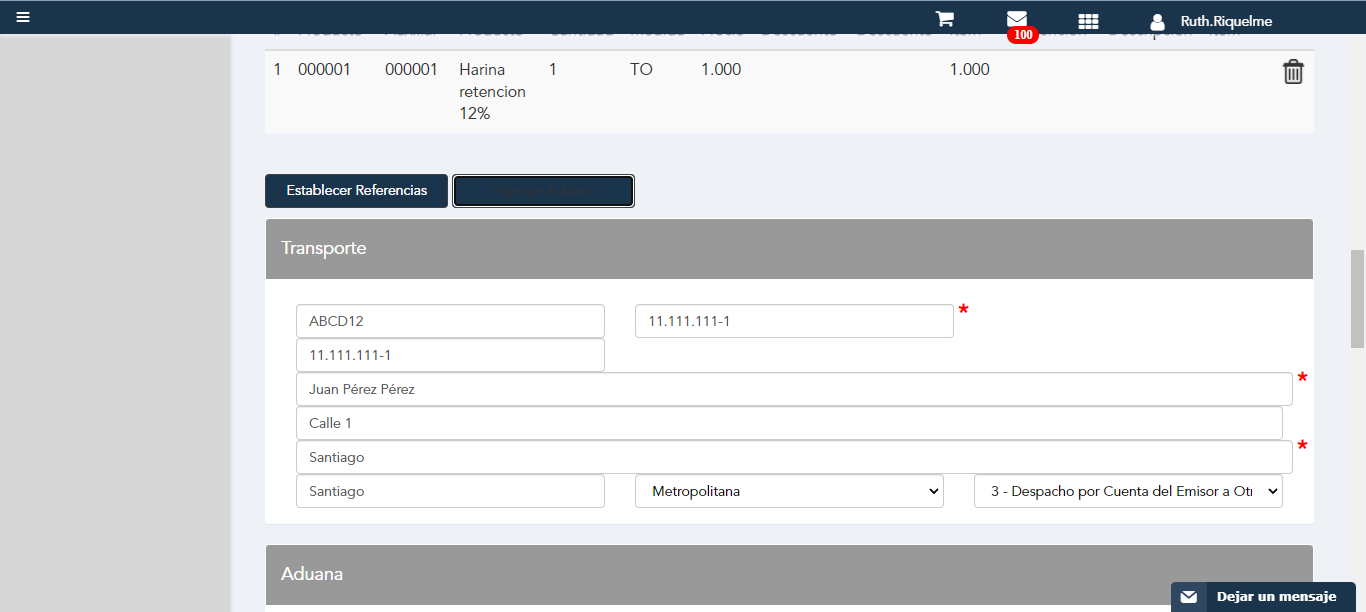 Ruth.Riquelme
100
1 000001 000001 Harina 1 TO 1.000 1.000
retencion
12%
Establecer Referencias
Transporte
ABCD12 11.111.111-1 *
11.111.111-1
Juan Pérez Pérez *
Calle 1
Santiago *
Santiago Metropolitana 3 - Despacho por Cuenta del Emisor a Otr
Aduana
Dejar un mensaje